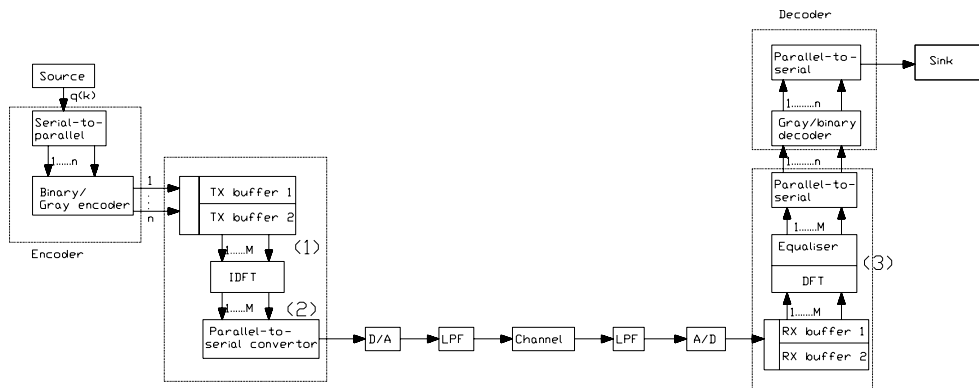 Source
q(k)
Serial-to-
parallel
1.....n
Binary/
Gray encoder
Encoder
1
n
TX buffer 1
TX buffer 2
1.....M
(1)
IDFT
1.....M
(2)
Parallel-to-
serial convertor
D/A
LPF
Channel
LPF
A/D
RX buffer 1
RX buffer 2
1......M
DFT
Equaliser
(3)
1......M
Parallel-to-
serial
1.........n
Gray/binary
decoder
1.........n
Parallel-to-
serial
Decoder
Sink